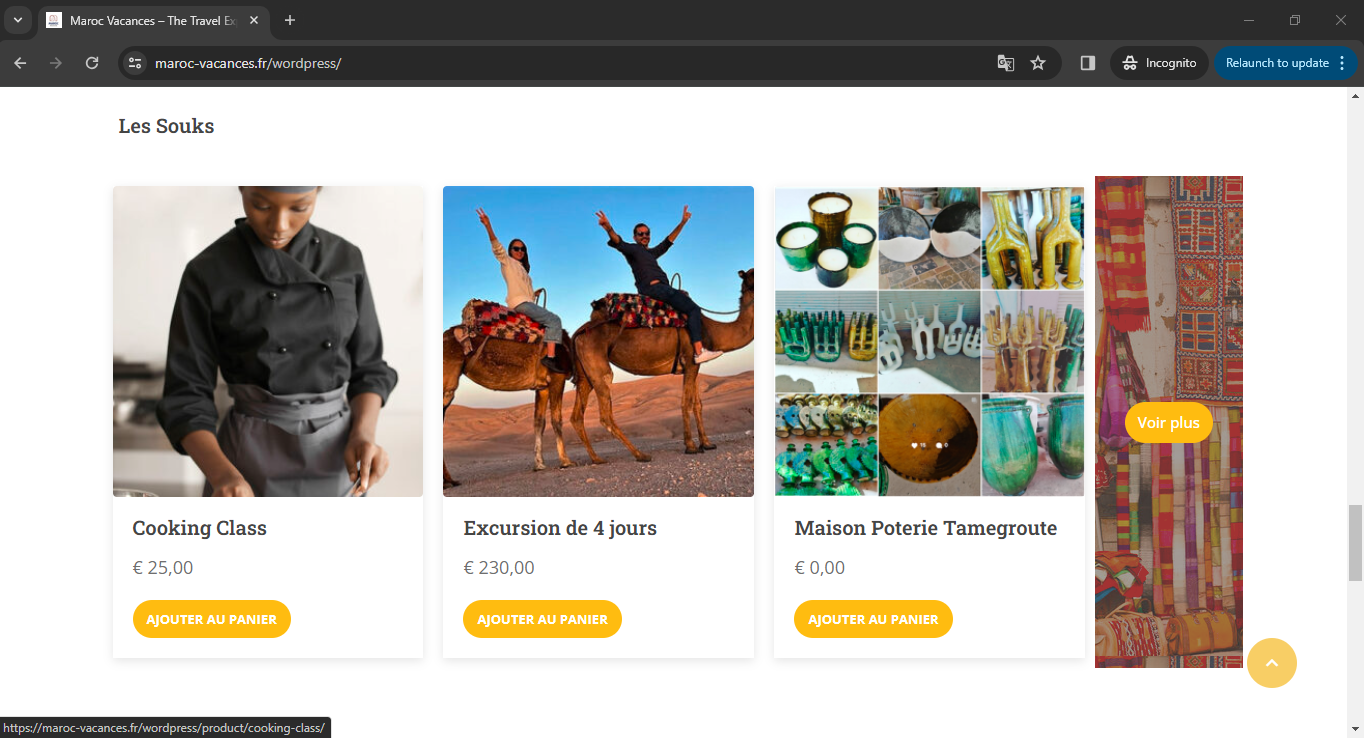 Maroc Vacances – The Travel Ex
maroc-vacances.fr/wordpress/
Incognito
Relaunch to update
Les Souks
Voir plus
Cooking Class
€ 25,00
AJOUTER AU PANIER
Excursion de 4 jours
€ 230,00
AJOUTER AU PANIER
Maison Poterie Tamegroute
€ 0,00
AJOUTER AU PANIER
https://maroc-vacances.fr/wordpress/product/cooking-class/